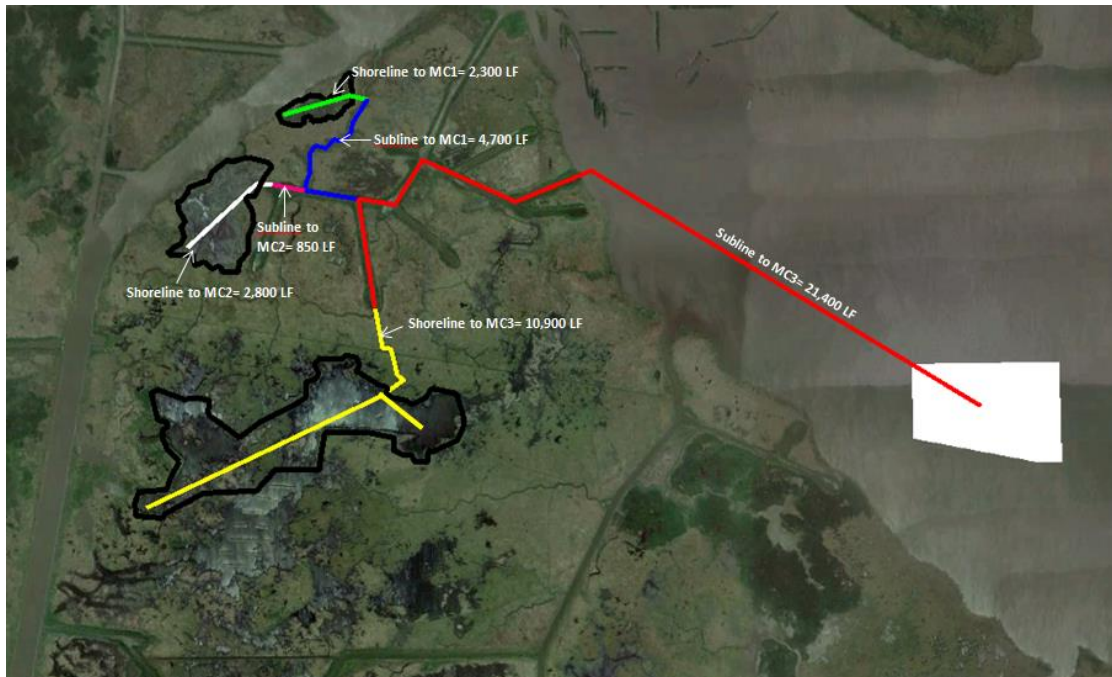 Shoreline to MC1= 2,300 LF
Subline to MC1= 4,700 LF
Subline to
MC2= 850 LF
Shoreline to MC2= 2,800 LF
Subline to MC3= 21,400 LF
Shoreline to MC3= 10,900 LF